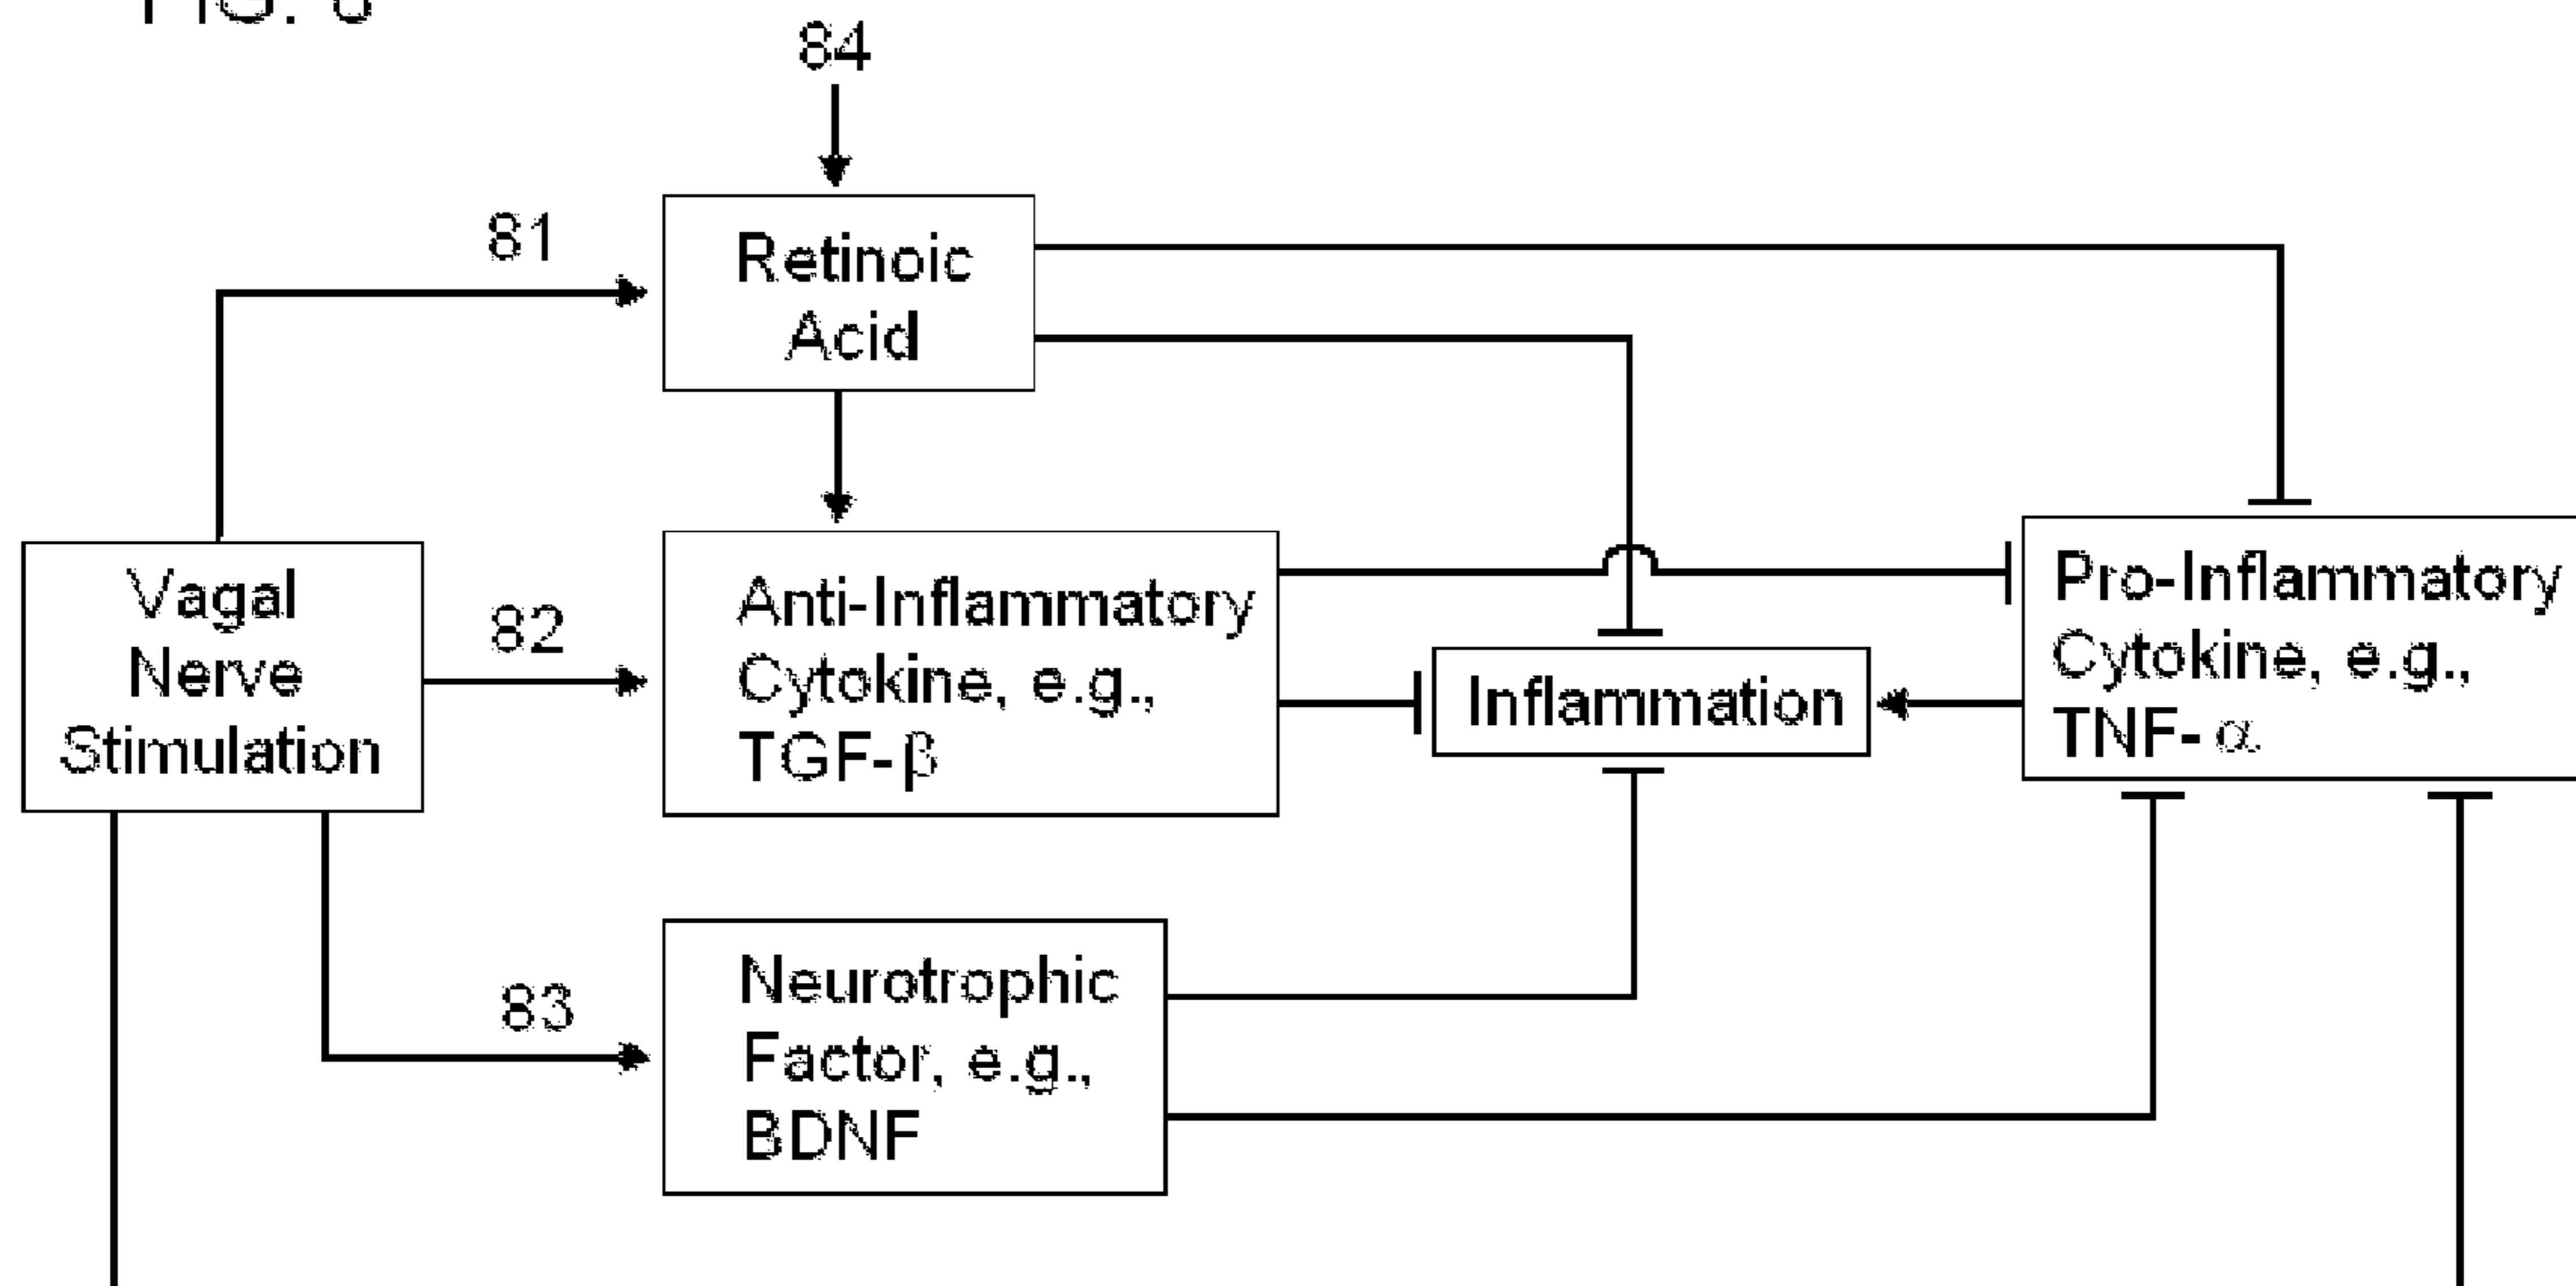 84
81
Retinoic
Acid
Vagal
Nerve
Stimulation
82
Anti-Inflammatory
Cytokine, e.g.,
TGF-β
Inflammation
Pro-Inflammatory
Cytokine, e.g.,
TNF-α
83
Neurotrophic
Factor, e.g.,
BDNF